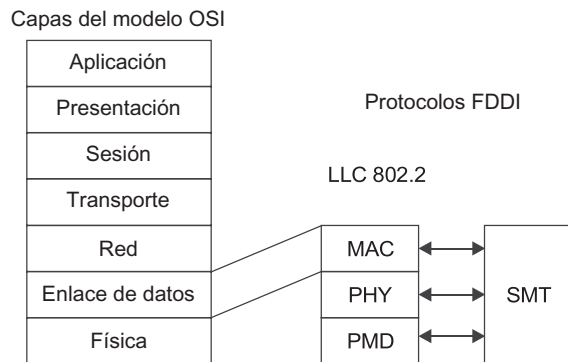 Capas del modelo OSI
Aplicación
Presentación
Sesión
Transporte
Red
Enlace de datos
Física
Protocolos FDDI
LLC 802.2
MAC
PHY
PMD
SMT